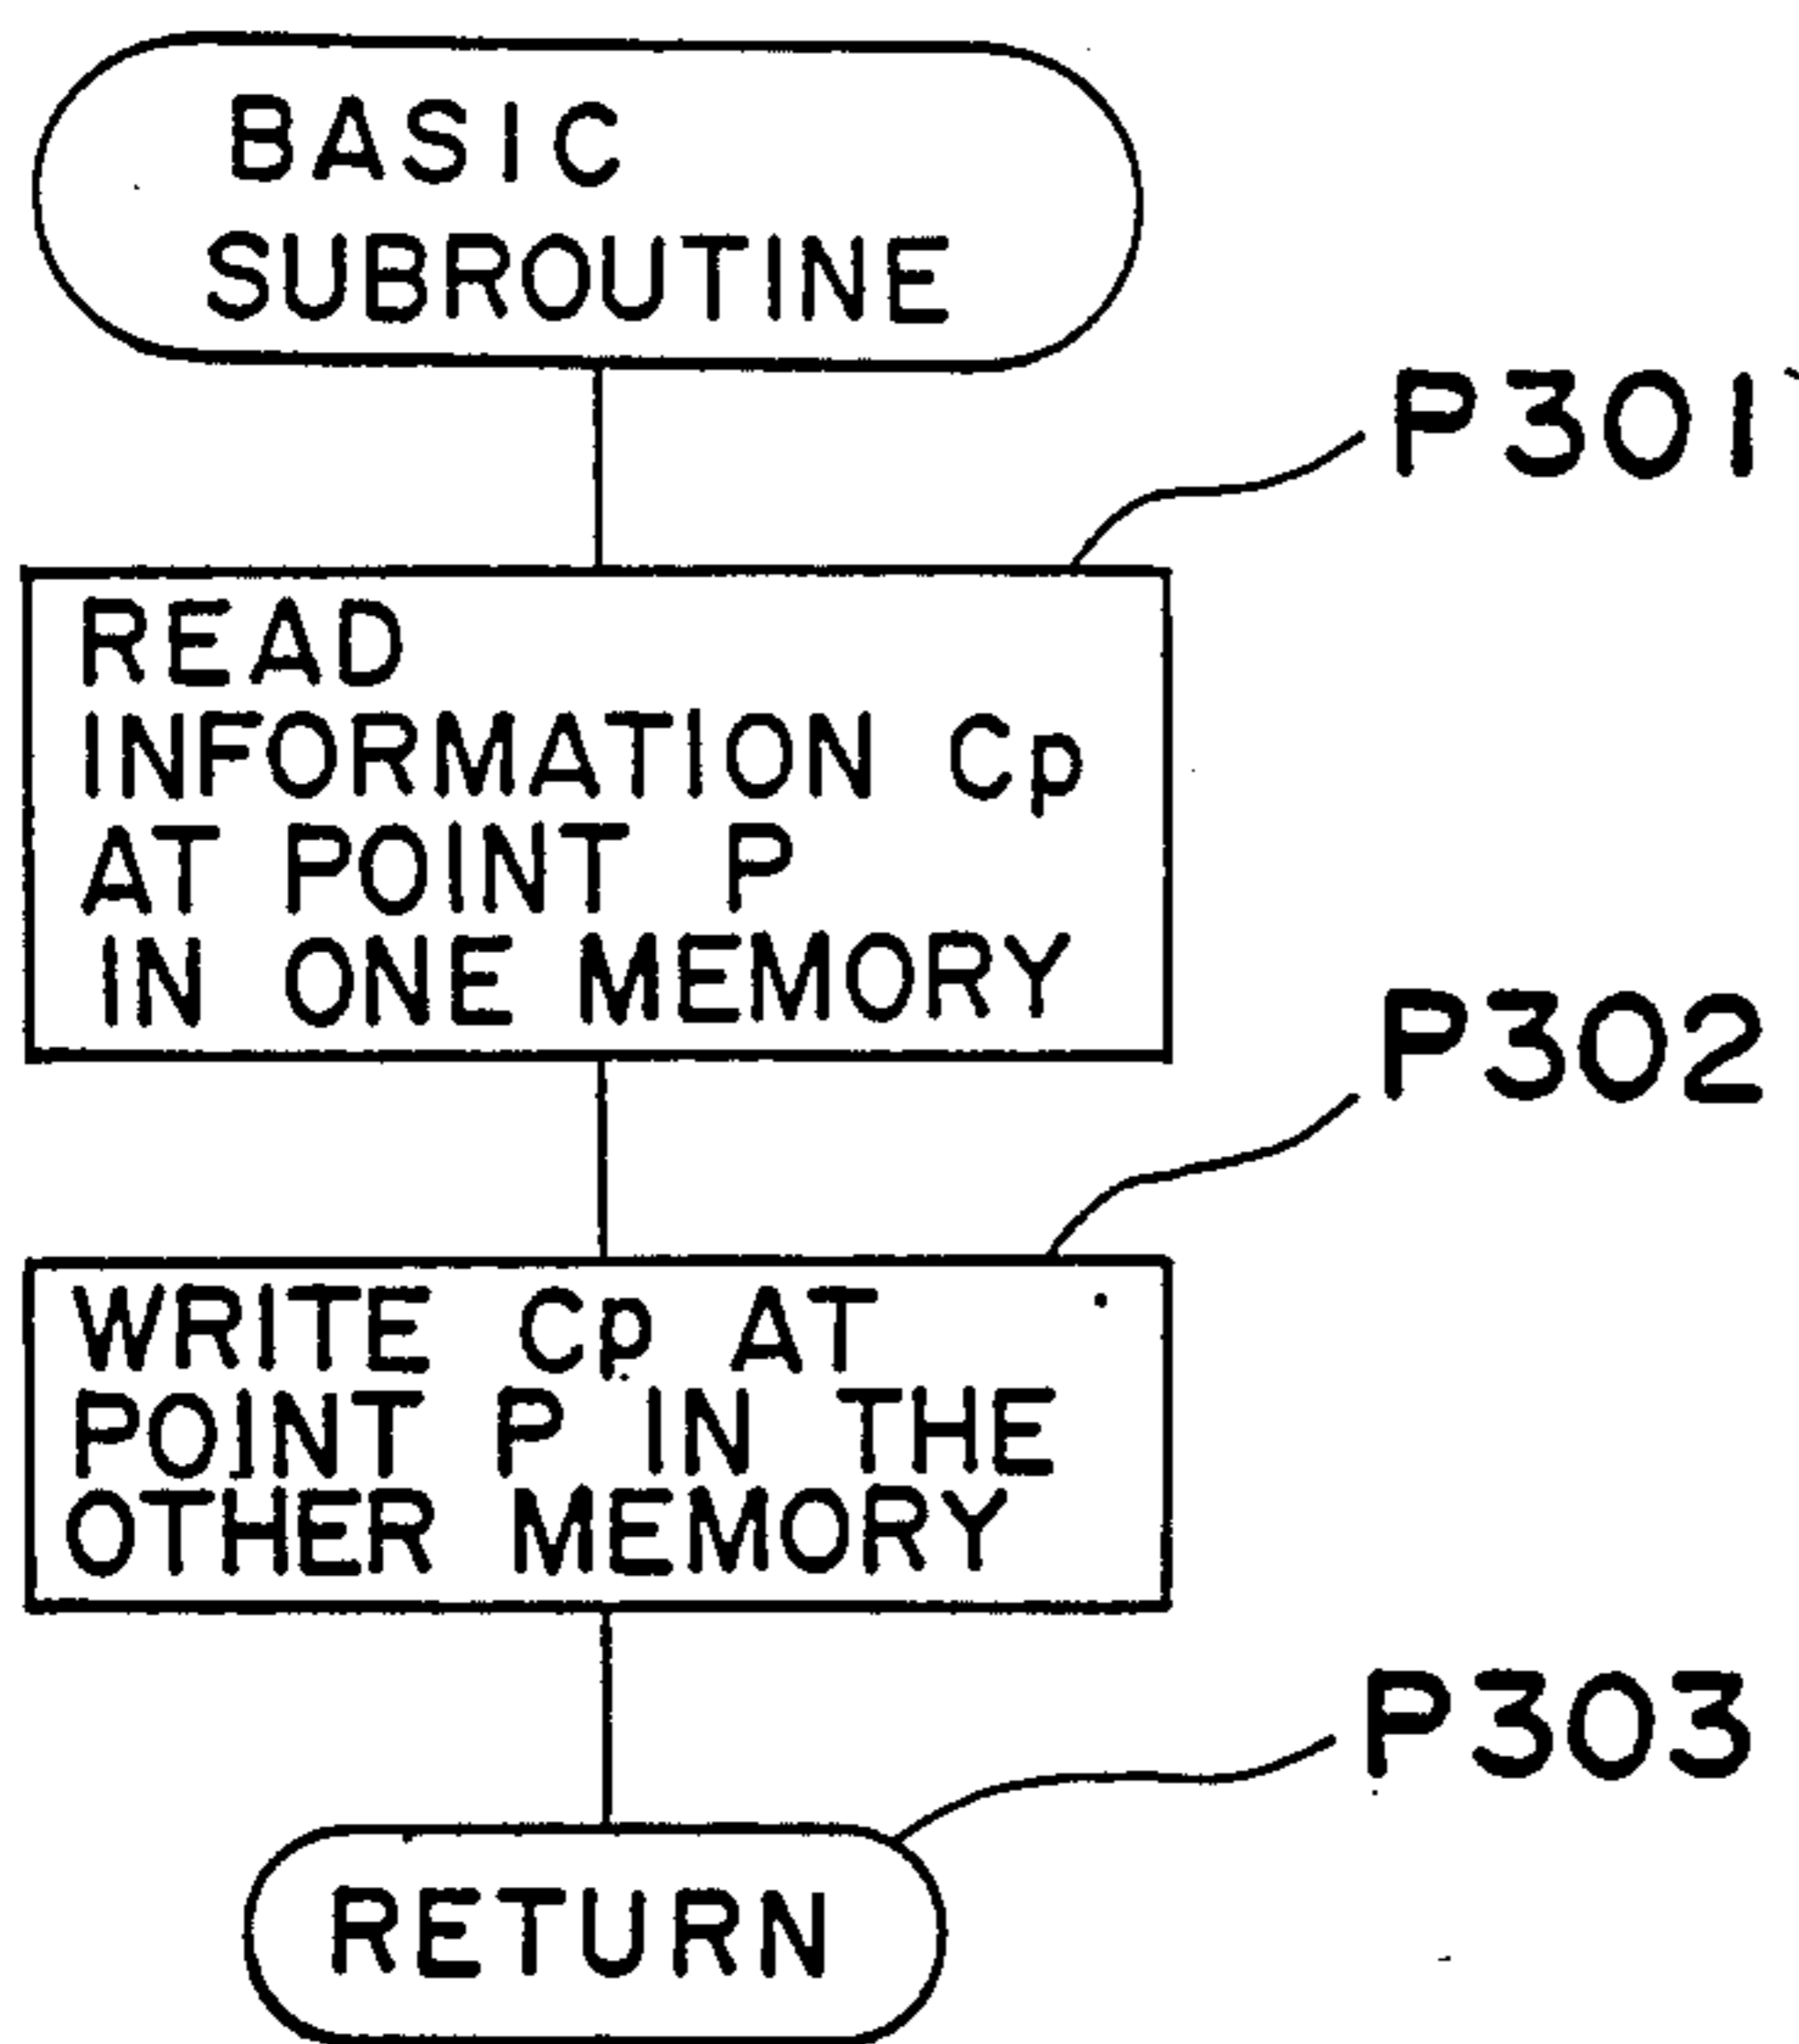 BASIC
SUBROUTINE
P301
READ
INFORMATION Cp
AT POINT P
IN ONE MEMORY
P302
WRITE Cp AT
POINT P IN THE
OTHER MEMORY
P303
RETURN